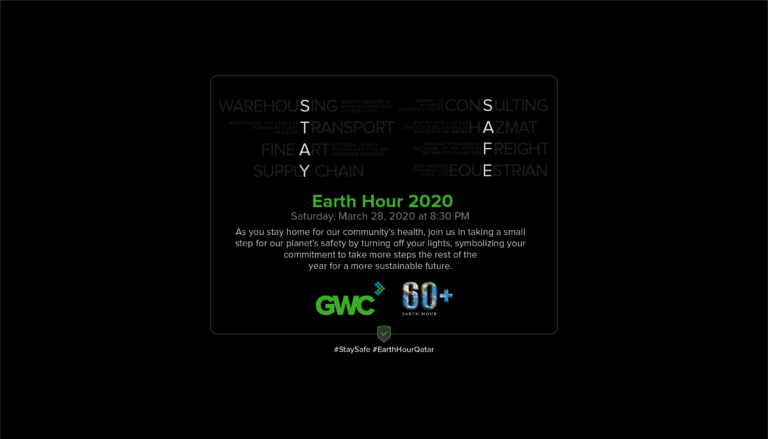 WAREHOUSING
CONSULTING
TRANSPORT
HAZMAT
FINE ART
FREIGHT
SUPPLY CHAIN
EQUESTRIAN
Earth Hour 2020
Saturday, March 28, 2020 at 8:30 PM
As you stay home for our community's health, join us in taking a small
step for our planet's safety by turning off your lights, symbolizing your
commitment to take more steps the rest of the
year for a more sustainable future.
GWC
60+
EARTH HOUR
#StaySafe #EarthHourQatar